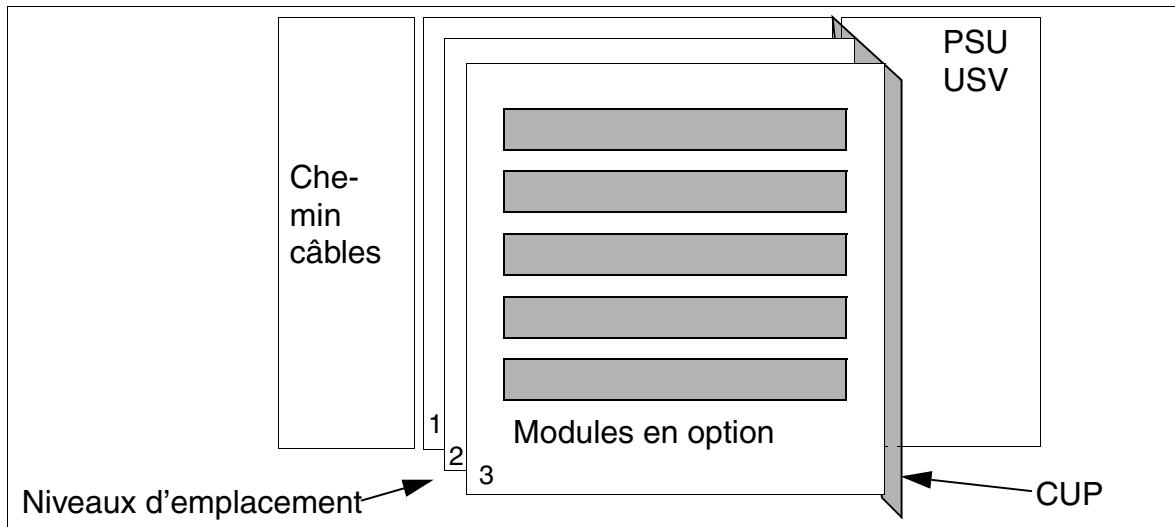 PSU
USV
Che-
min
câbles
1
2
3
Modules en option
Niveaux d’emplacement
CUP